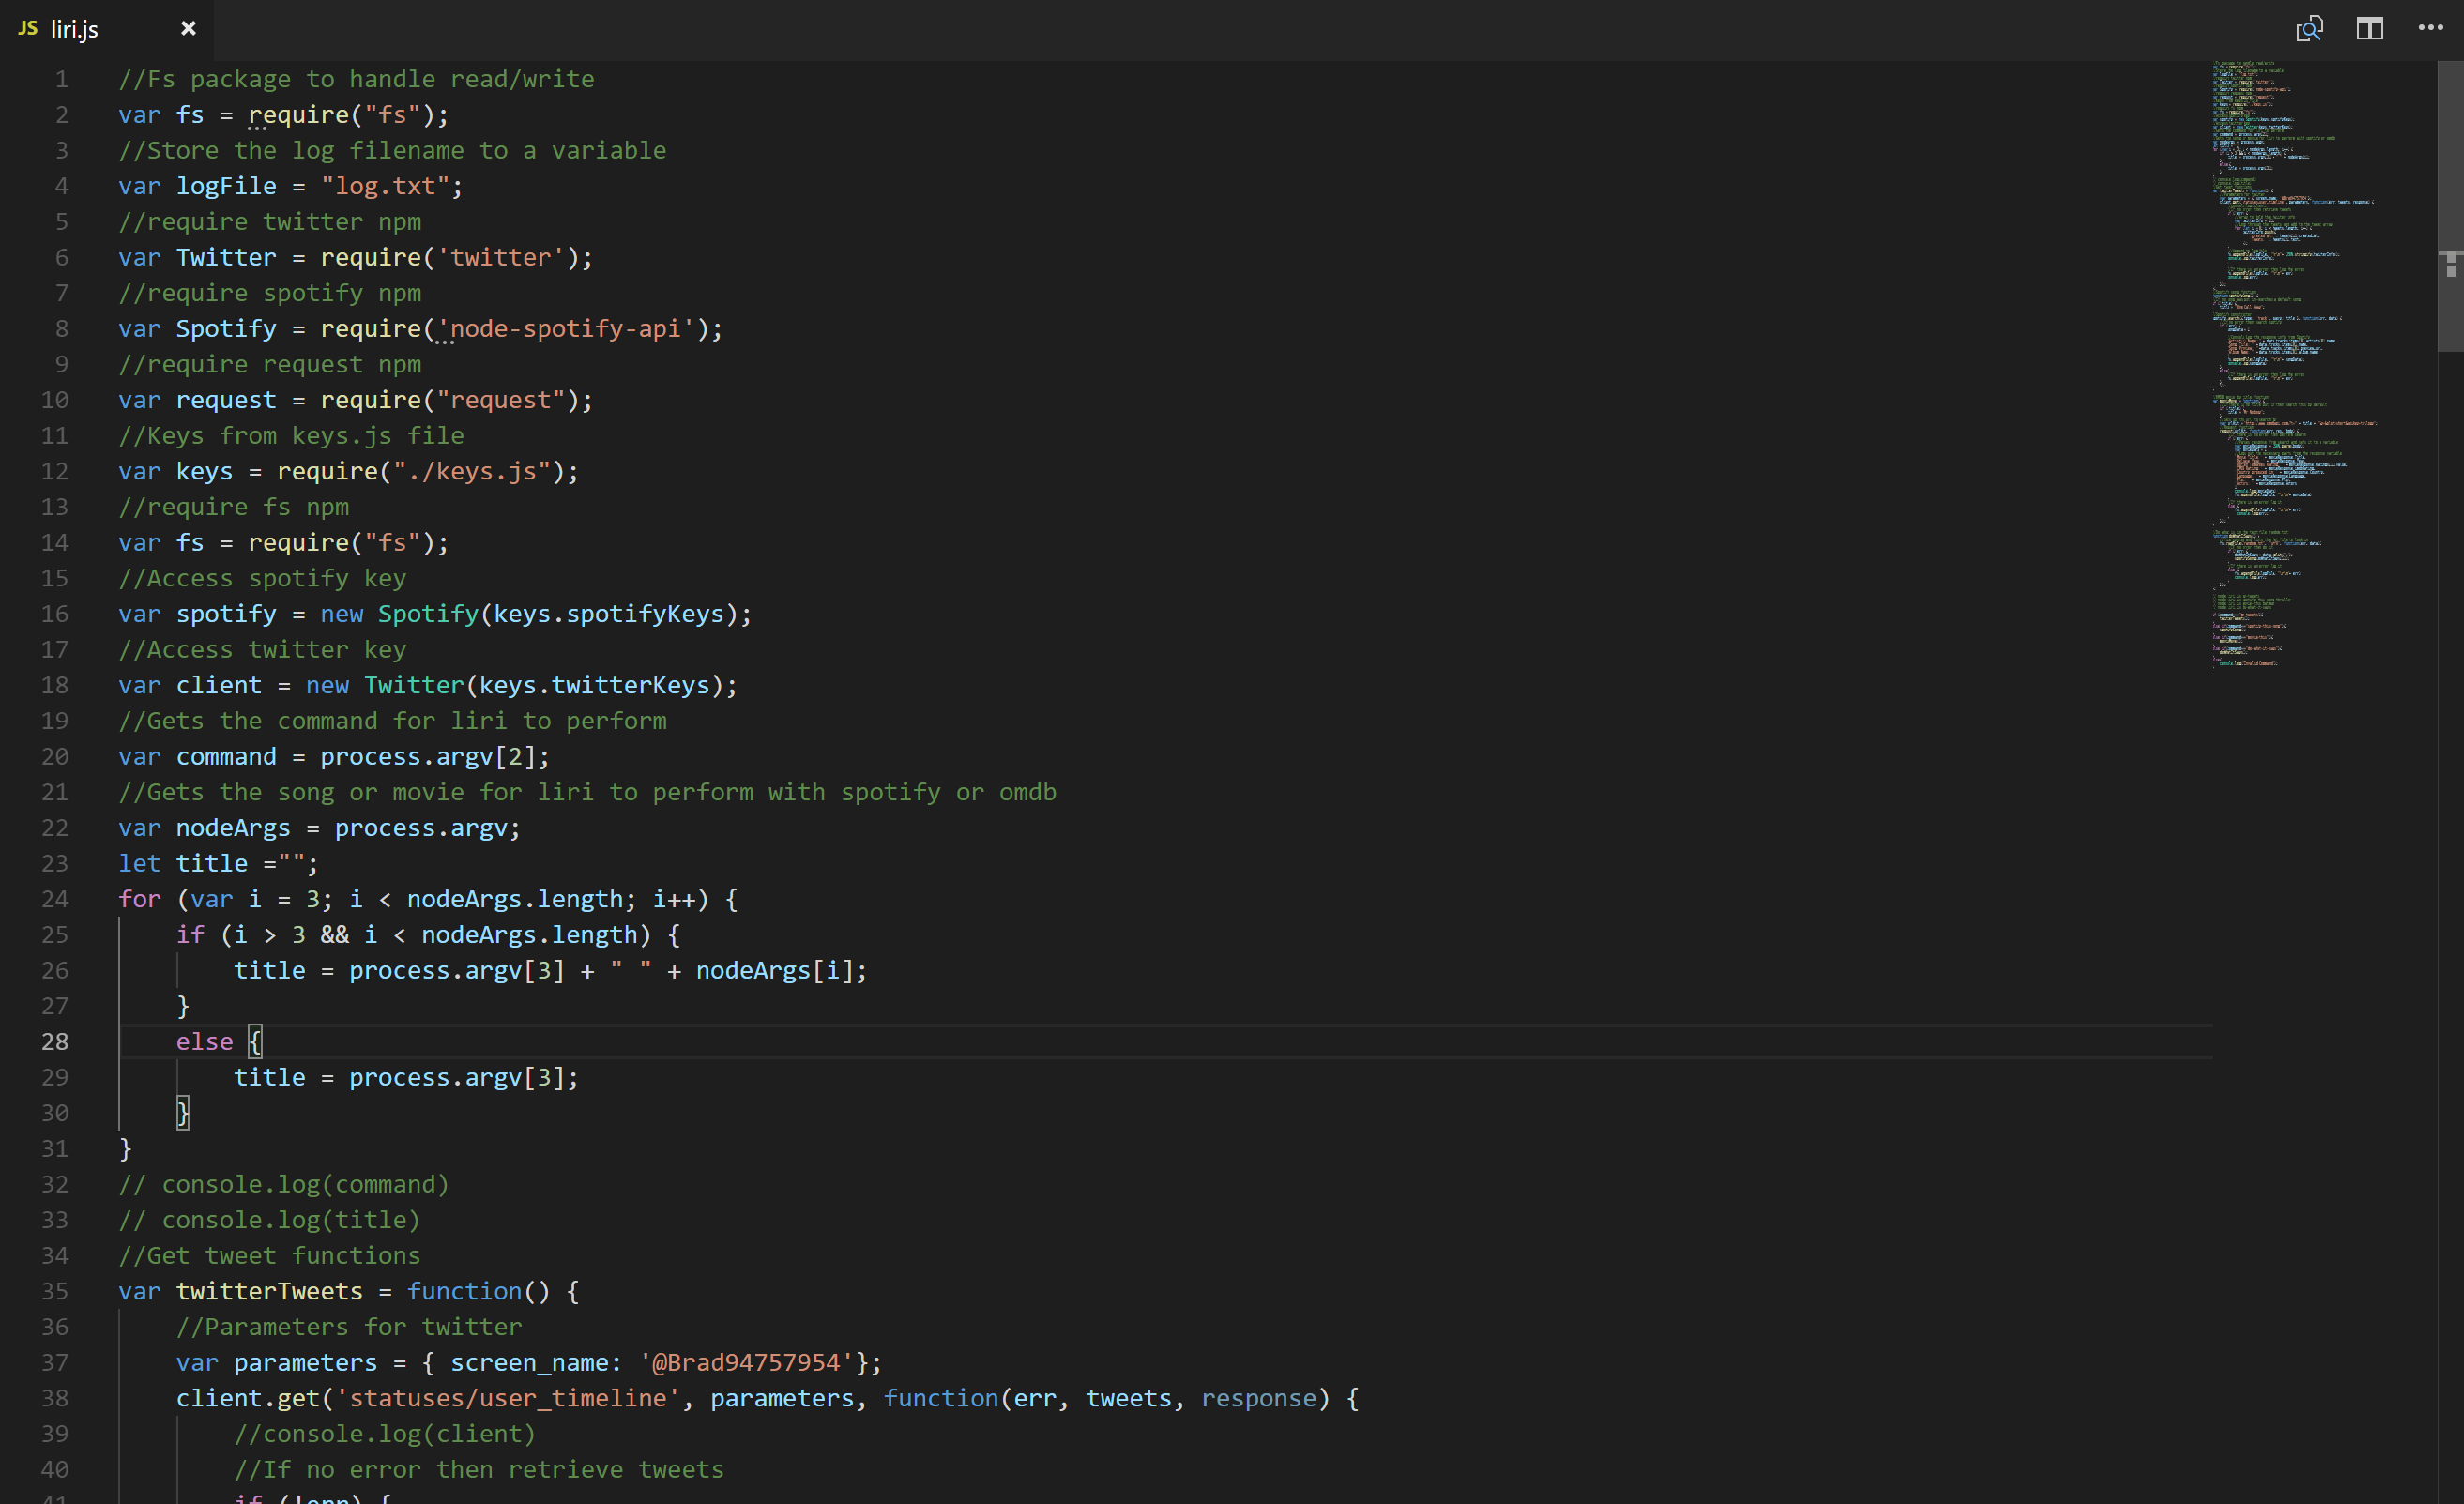 JS liri.js
1 //Fs package to handle read/write
2 var fs = require("fs");
3 //Store the log filename to a variable
4 var logFile = "log.txt";
5 //require twitter npm
6 var Twitter = require('twitter');
7 //require spotify npm
8 var Spotify = require('node-spotify-api');
9 //require request npm
10 var request = require("request");
11 //Keys from keys.js file
12 var keys = require("./keys.js");
13 //require fs npm
14 var fs = require("fs");
15 //Access spotify key
16 var spotify = new Spotify(keys.spotifyKeys);
17 //Access twitter key
18 var client = new Twitter(keys.twitterKeys);
19 //Gets the command for liri to perform
20 var command = process.argv[2];
21 //Gets the song or movie for liri to perform with spotify or omdb
22 var nodeArgs = process.argv;
23 let title ="";
24 for (var i = 3; i < nodeArgs.length; i++) {
25 if (i > 3 && i < nodeArgs.length) {
26 title = process.argv[3] + " " + nodeArgs[i];
27 }
28 else {
29 title = process.argv[3];
30 }
31 }
32 // console.log(command)
33 // console.log(title)
34 //Get tweet functions
35 var twitterTweets = function() {
36 //Parameters for twitter
37 var parameters = { screen_name: '@Brad94757954'};
38 client.get('statuses/user_timeline', parameters, function(err, tweets, response) {
39 //console.log(client)
40 //If no error then retrieve tweets
41 if (!err) {